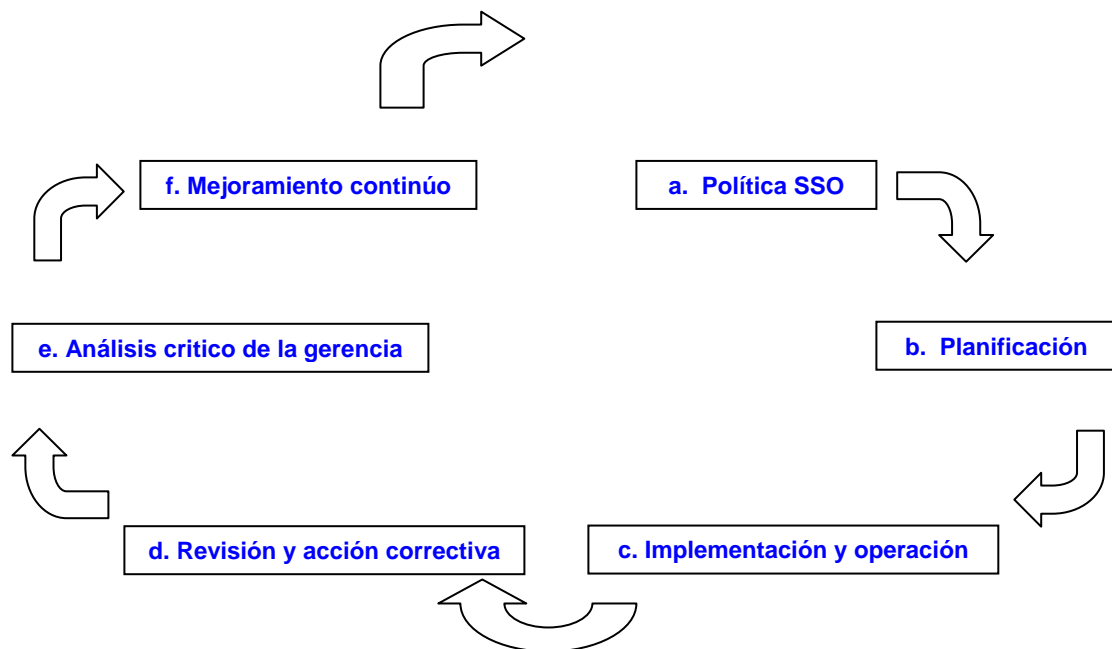 f. Mejoramiento continúo
a. Política SSO
e. Análisis critico de la gerencia
b. Planificación
d. Revisión y acción correctiva
c. Implementación y operación